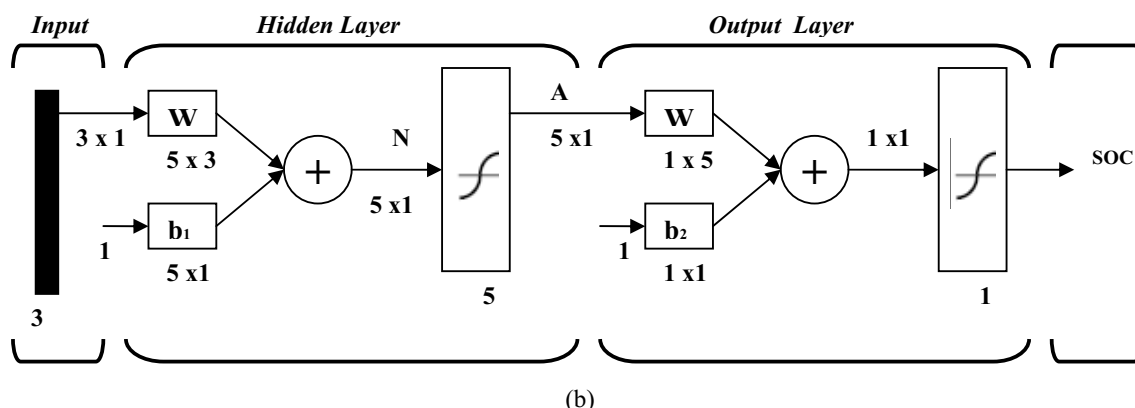 Input
Hidden Layer
Output Layer
A
W
N
W
1 x1
SOC
3 x 1
5 x1
5 x 3
+
1 x 5
+
5 x1
b₁
b₂
1
1
5 x1
1 x1
3
5
1
(b)